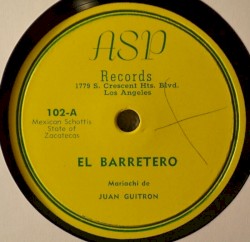 ASP
Records
1779 S. Crescent Hts. Blvd.
Los Angeles
102-A
Mexican Schottis
State of
Zacatecas
EL BARRETERO
Mariachi de
JUAN GUITRON